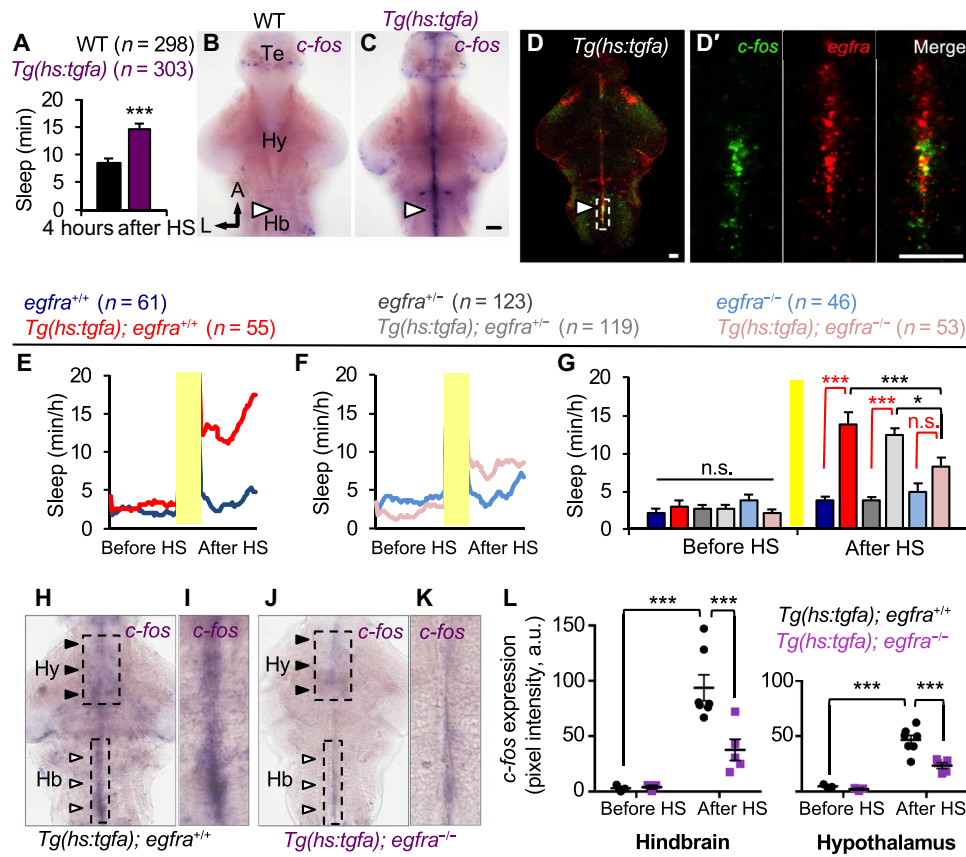 A
WT (n = 298)
Tg(hs:tgfa) (n = 303)
Sleep (min)
20
15
10
5
0
***
4 hours after HS
WT
B
c-fos
Te
Hy
A
L
Hb
Tg(hs:tgfa)
C
c-fos
D
Tg(hs:tgfa)
D′
c-fos
egfra
Merge
egfra+/+ (n = 61)
Tg(hs:tgfa); egfra+/+ (n = 55)
egfra+/− (n = 123)
Tg(hs:tgfa); egfra+/− (n = 119)
egfra−/− (n = 46)
Tg(hs:tgfa); egfra−/− (n = 53)
E
Sleep (min/h)
20
15
10
5
0
Before HS
After HS
F
Sleep (min/h)
20
15
10
5
0
Before HS
After HS
G
Sleep (min/h)
20
15
10
5
0
n.s.
***
***
***
*
n.s.
Before HS
After HS
H
c-fos
Hy
Hb
Tg(hs:tgfa); egfra+/+
I
c-fos
J
c-fos
Tg(hs:tgfa); egfra−/−
K
c-fos
L
c-fos expression
(pixel intensity, a.u.)
150
100
50
0
***
***
Before HS
After HS
Hindbrain
Tg(hs:tgfa); egfra+/+
Tg(hs:tgfa); egfra−/−
100
50
0
***
***
Before HS
After HS
Hypothalamus